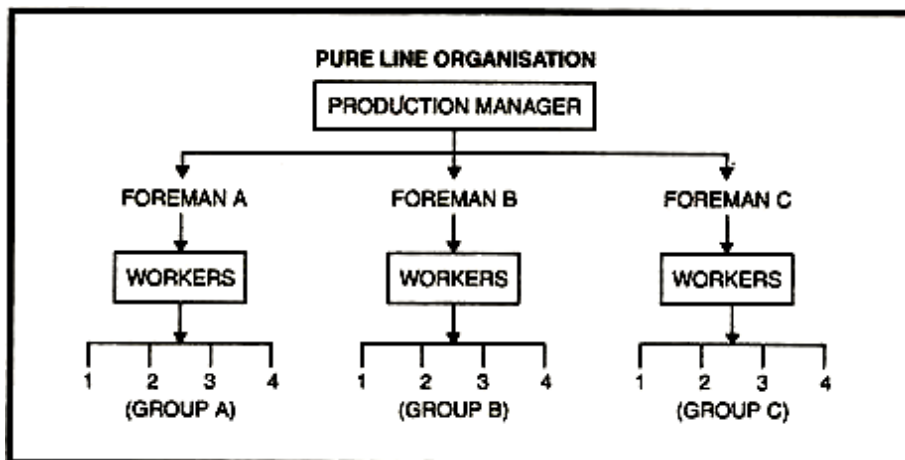 PURE LINE ORGANISATION
PRODUCTION MANAGER
FOREMAN A FOREMAN B FOREMAN C
WORKERS WORKERS WORKERS
1 2 3 4 1 2 3 4 1 2 3 4
(GROUP A) (GROUP B) (GROUP C)